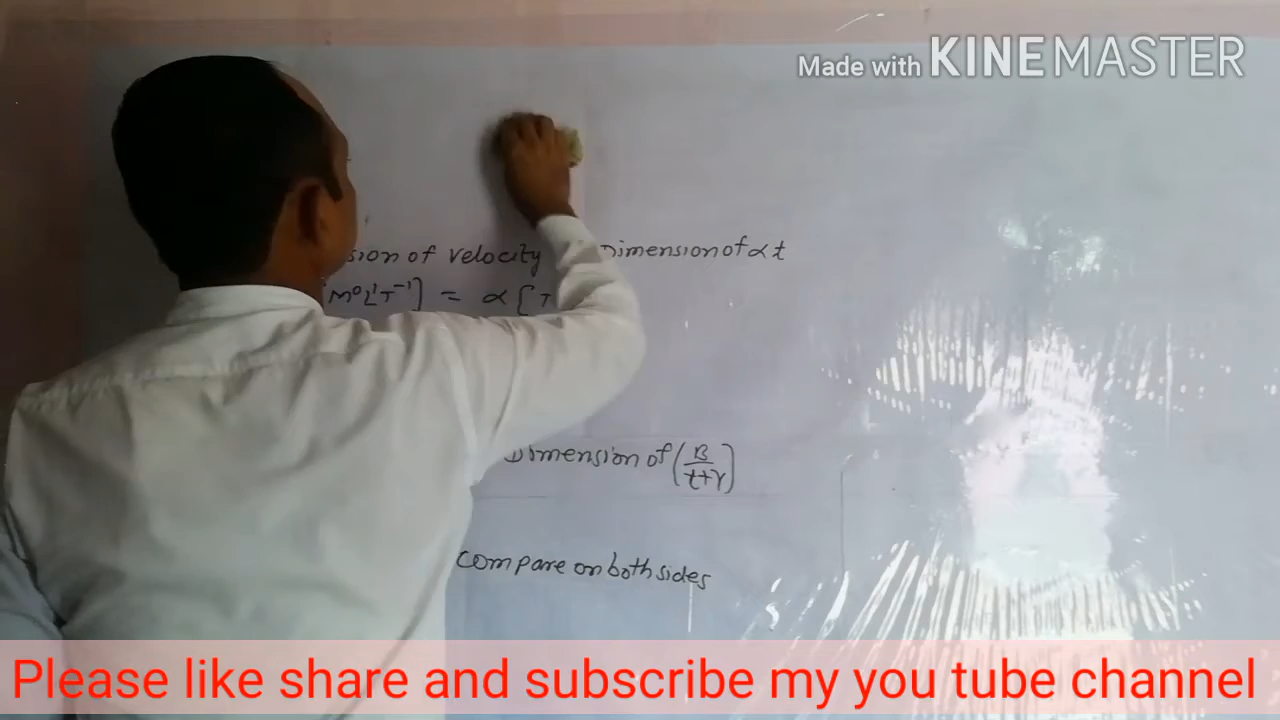 Made with KINEMASTER
of velocity Dimension of α t
[M⁰L¹T⁻¹] = α [T
Dimension of (B/t+γ)
compare on both sides
Please like share and subscribe my you tube channel